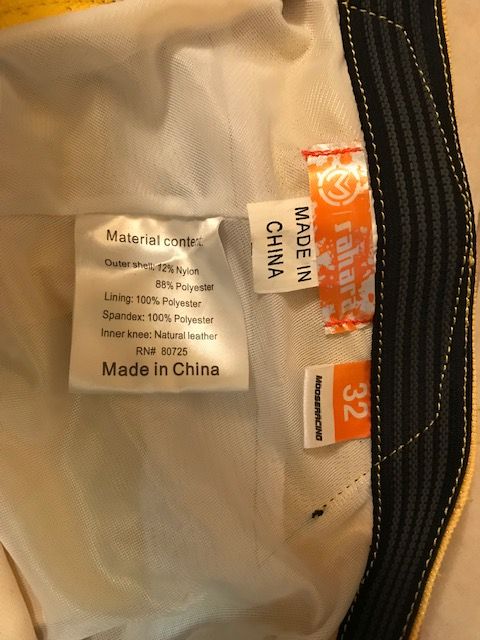 Material content
Outer shell: 12% Nylon
88% Polyester
Lining: 100% Polyester
Spandex: 100% Polyester
Inner knee: Natural leather
RN# 80725
Made in China
MADE IN
CHINA
sahara
MOOSERACING
32